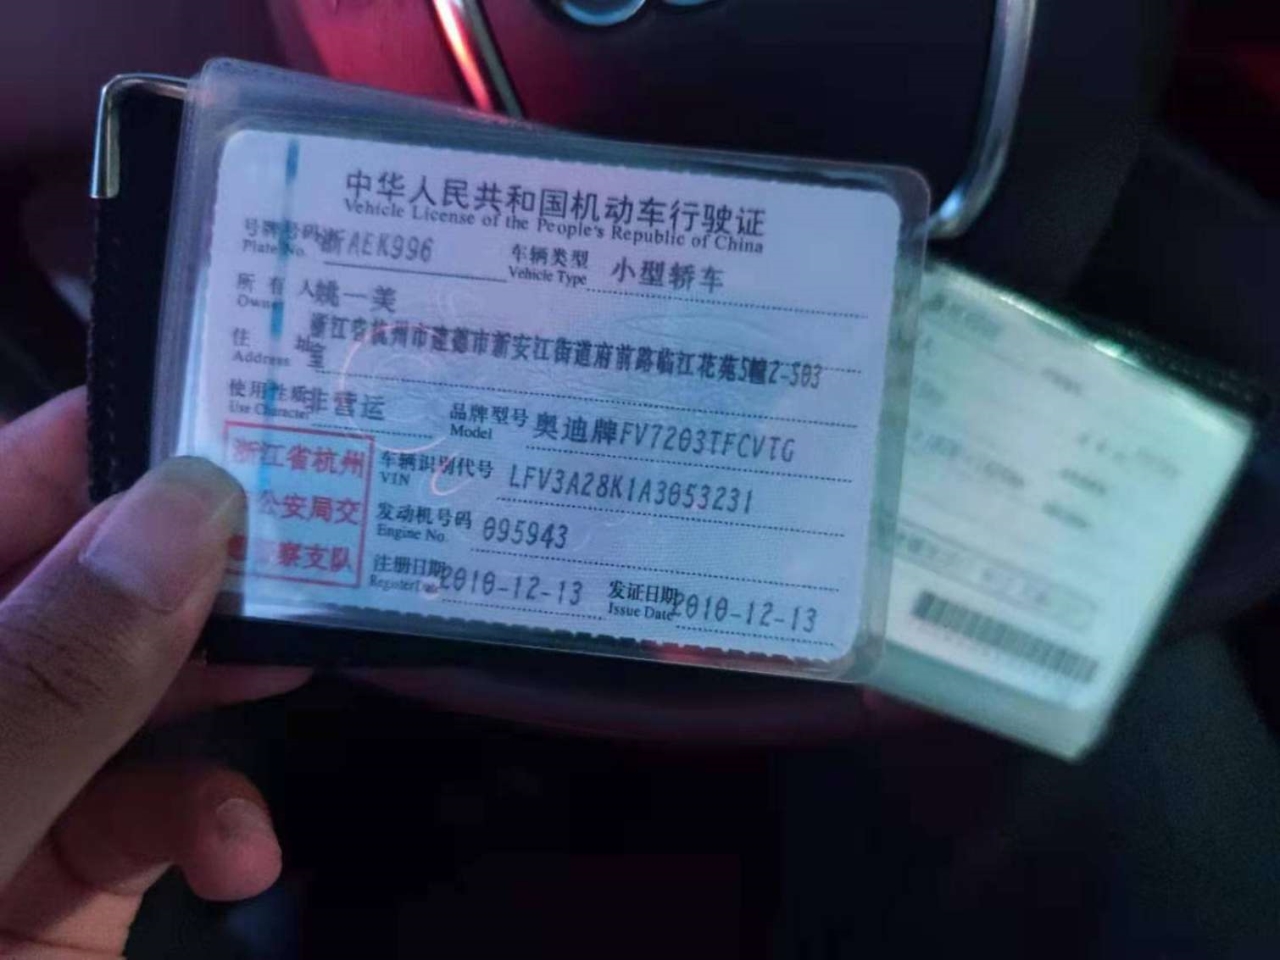 中华人民共和国机动车行驶证
Vehicle License of the People's Republic of China
号牌号码 浙AEK996 车辆类型 小型轿车
Plate No. Vehicle Type
所有人 姚一美
Owner
住址 浙江省杭州市建德市新安江街道府前路临江花苑5幢2-503室
Address
使用性质 非营运 品牌型号 奥迪牌FV7203TFCVTG
Use Character Model
浙江省杭州 车辆识别代号 LFV3A28K1A3053231
VIN
公安局交 发动机号码 095943
Engine No.
察支队 注册日期 2010-12-13 发证日期 2010-12-13
Register Date Issue Date